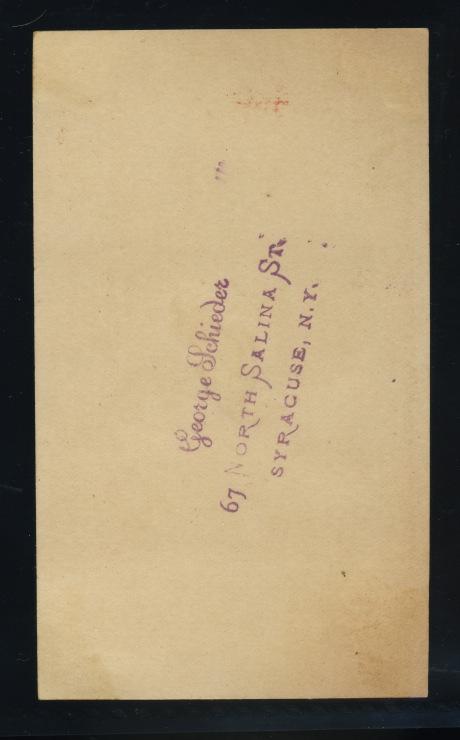 George Schieder
67 NORTH SALINA ST.
SYRACUSE, N.Y.